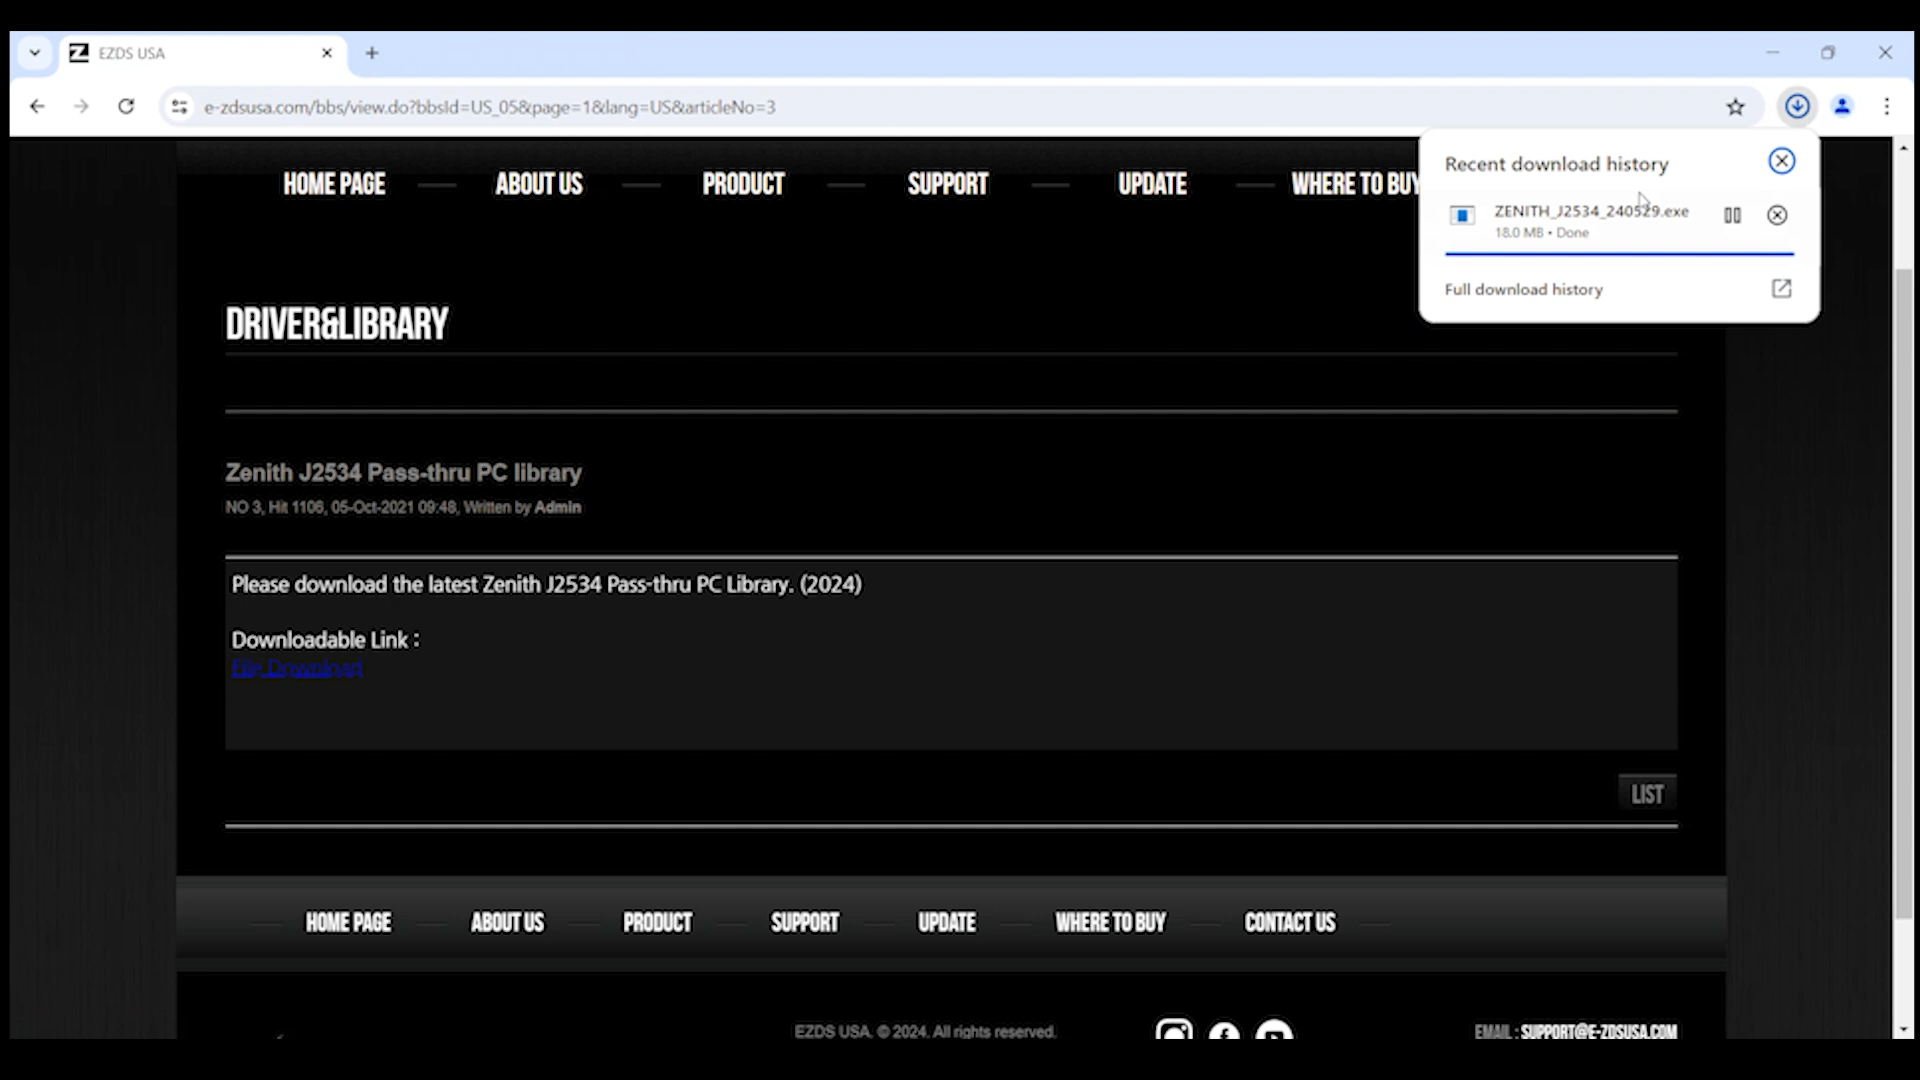 EZDS USA
e-zdsusa.com/bbs/view.do?bbsId=US_05&page=1&lang=US&articleNo=3
Recent download history
ZENITH_J2534_240529.exe
18.0 MB • Done
Full download history
HOME PAGE
ABOUT US
PRODUCT
SUPPORT
UPDATE
WHERE TO BUY
DRIVER&LIBRARY
Zenith J2534 Pass-thru PC library
NO 3, Hit 1106, 05-Oct-2021 09:48, Written by Admin
Please download the latest Zenith J2534 Pass-thru PC Library. (2024)
Downloadable Link :
File Download
LIST
HOME PAGE
ABOUT US
PRODUCT
SUPPORT
UPDATE
WHERE TO BUY
CONTACT US
EZDS USA. © 2024. All rights reserved.
EMAIL : SUPPORT@E-ZDSUSA.COM